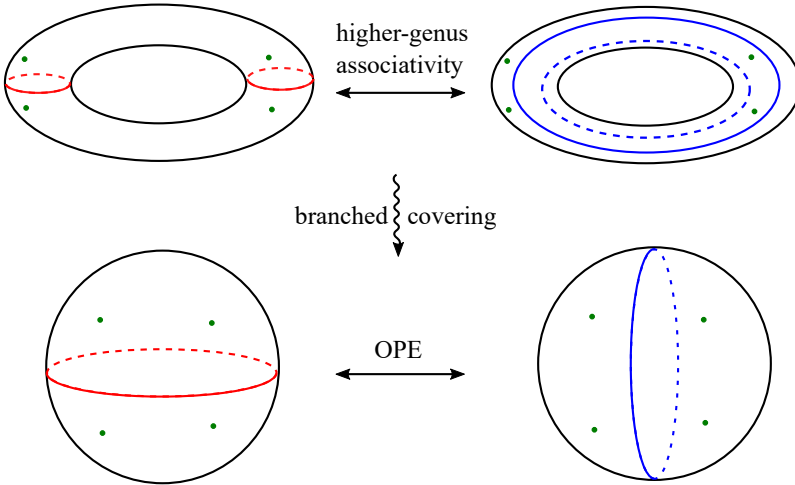 higher-genus
associativity
branched covering
OPE